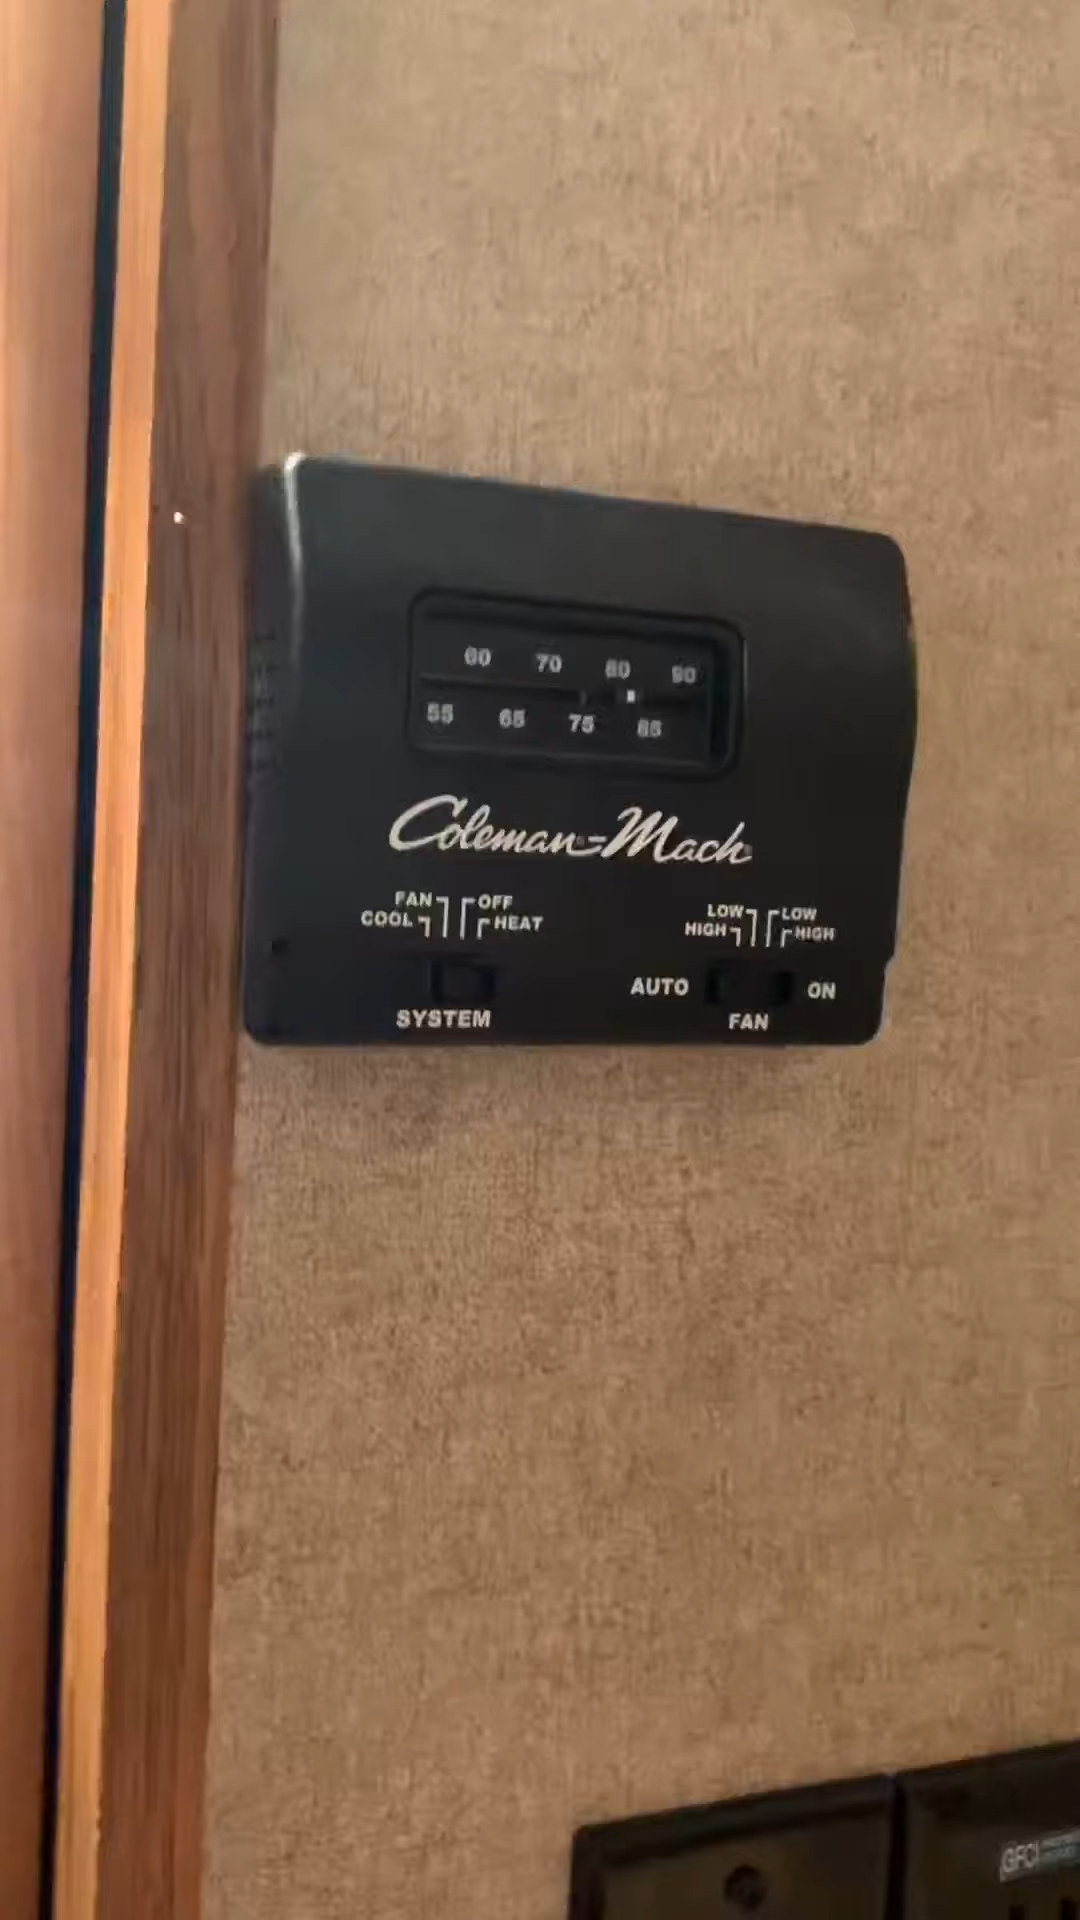 60 70 80 90
55 65 75 85
Coleman®-Mach®
FAN OFF
COOL HEAT
LOW LOW
HIGH HIGH
AUTO ON
SYSTEM FAN
GFCI